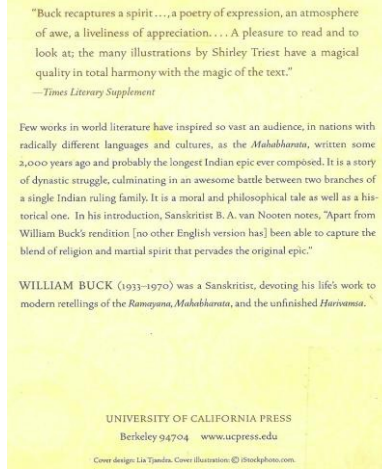 "Buck recaptures a spirit..., a poetry of expression, an atmosphere
of awe, a liveliness of appreciation.... A pleasure to read and to
look at; the many illustrations by Shirley Triest have a magical
quality in total harmony with the magic of the text."
—Times Literary Supplement
Few works in world literature have inspired so vast an audience, in nations with
radically different languages and cultures, as the Mahabharata, written some
2,000 years ago and probably the longest Indian epic ever composed. It is a story
of dynastic struggle, culminating in an awesome battle between two branches of
a single Indian ruling family. It is a moral and philosophical tale as well as a his-
torical one. In his introduction, Sanskritist B. A. van Nooten notes, "Apart from
William Buck's rendition [no other English version has] been able to capture the
blend of religion and martial spirit that pervades the original epic."
WILLIAM BUCK (1933–1970) was a Sanskritist, devoting his life's work to
modern retellings of the Ramayana, Mahabharata, and the unfinished Harivamsa.
UNIVERSITY OF CALIFORNIA PRESS
Berkeley 94704 www.ucpress.edu
Cover design: Lia Tjandra. Cover illustration: © iStockphoto.com.